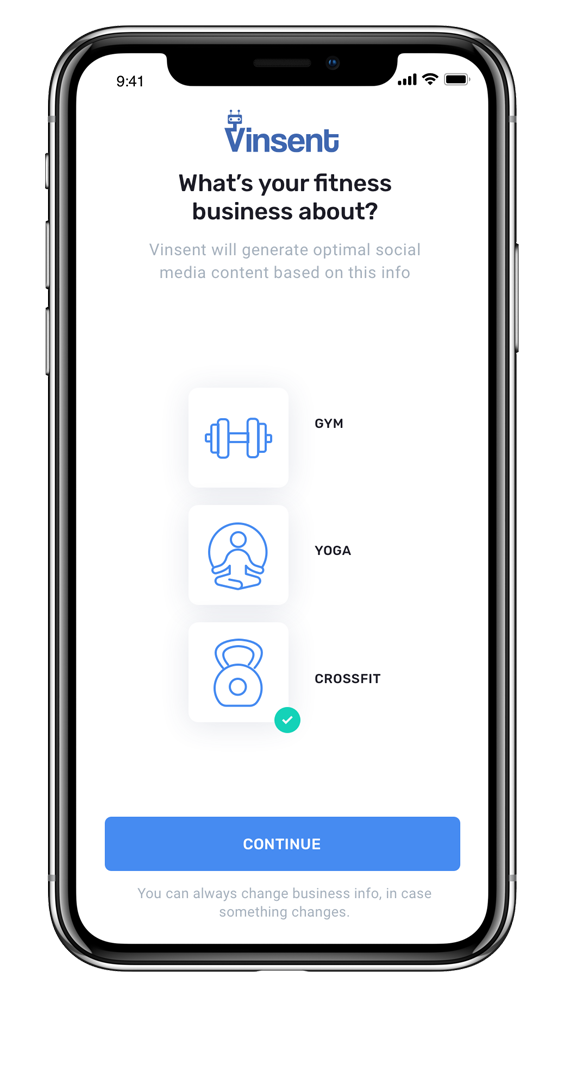 9:41
Vinsent
What's your fitness
business about?
Vinsent will generate optimal social
media content based on this info
GYM
YOGA
CROSSFIT
CONTINUE
You can always change business info, in case
something changes.